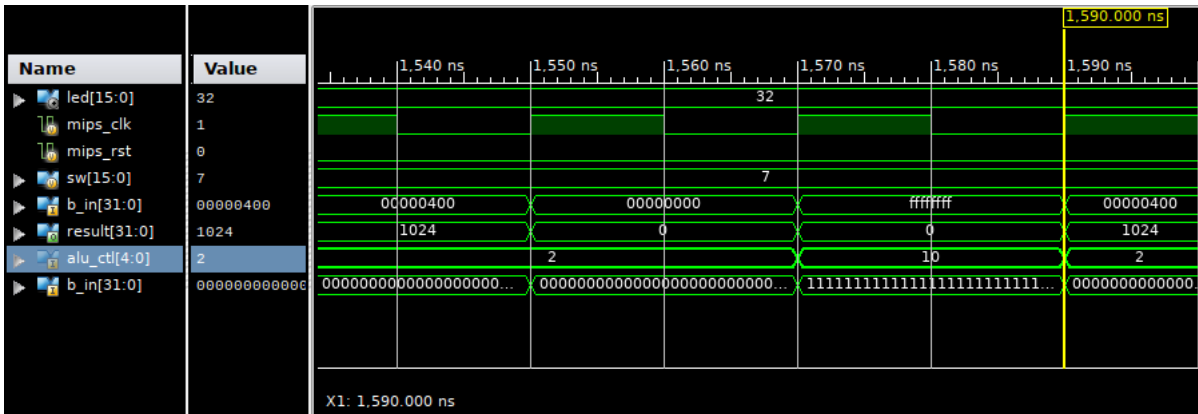 1,590.000 ns
Name Value
1,540 ns 1,550 ns 1,560 ns 1,570 ns 1,580 ns 1,590 ns
led[15:0] 32 32
mips_clk 1
mips_rst 0
sw[15:0] 7 7
b_in[31:0] 00000400 00000400 00000000 ffffffff 00000400
result[31:0] 1024 1024 0 0 1024
alu_ctl[4:0] 2 2 10 2
b_in[31:0]
X1: 1,590.000 ns